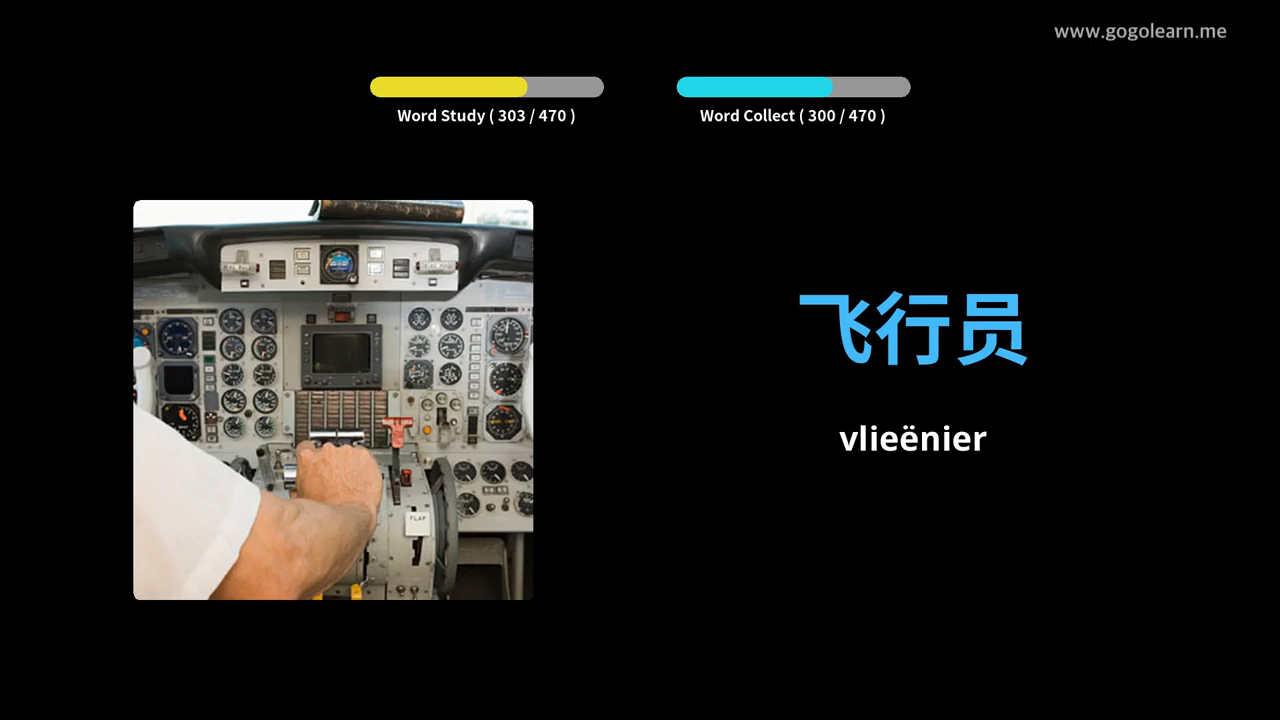 www.gogolearn.me
Word Study ( 303 / 470 )
Word Collect ( 300 / 470 )
飞行员
vlieënier
FLAP